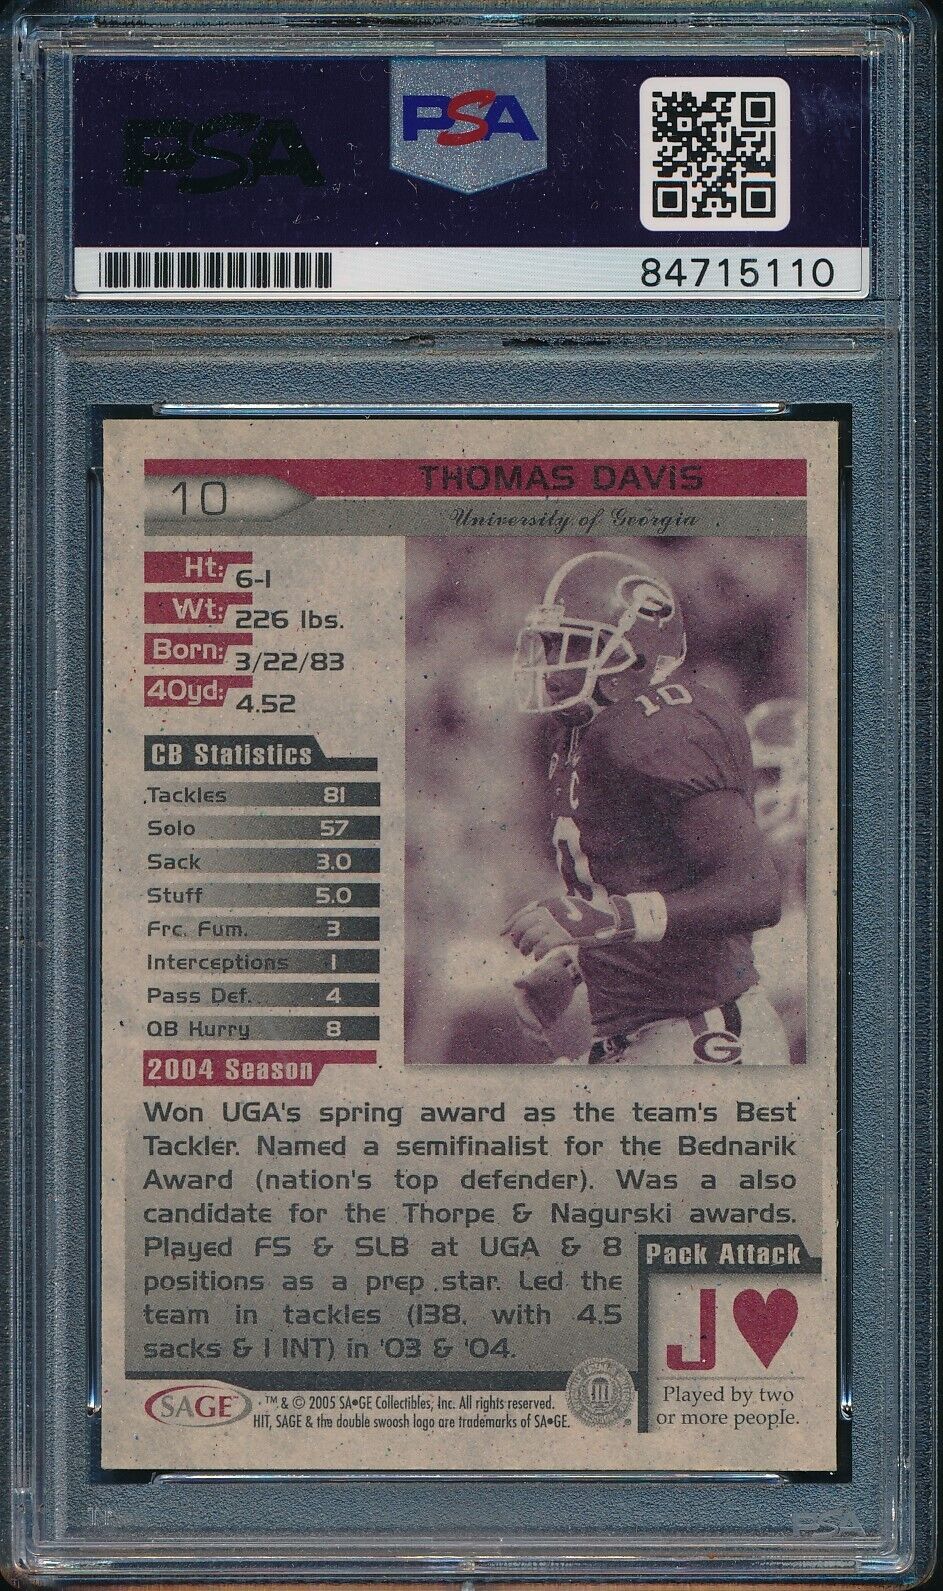 PSA
PSA
84715110
10
THOMAS DAVIS
University of Georgia
Ht: 6-1
Wt: 226 lbs.
Born: 3/22/83
40yd: 4.52
10
CB Statistics
Tackles 81
Solo 57
Sack 3.0
Stuff 5.0
Frc. Fum. 3
Interceptions 1
Pass Def. 4
QB Hurry 8
G
2004 Season
Won UGA's spring award as the team's Best
Tackler. Named a semifinalist for the Bednarik
Award (nation's top defender). Was a also
candidate for the Thorpe & Nagurski awards.
Played FS & SLB at UGA & 8
positions as a prep star. Led the
team in tackles (138, with 4.5
sacks & 1 INT) in '03 & '04.
Pack Attack
J♥
Played by two
or more people.
SAGE
™ & © 2005 SA•GE Collectibles, Inc. All rights reserved.
HIT, SAGE & the double swoosh logo are trademarks of SA•GE.
PSA